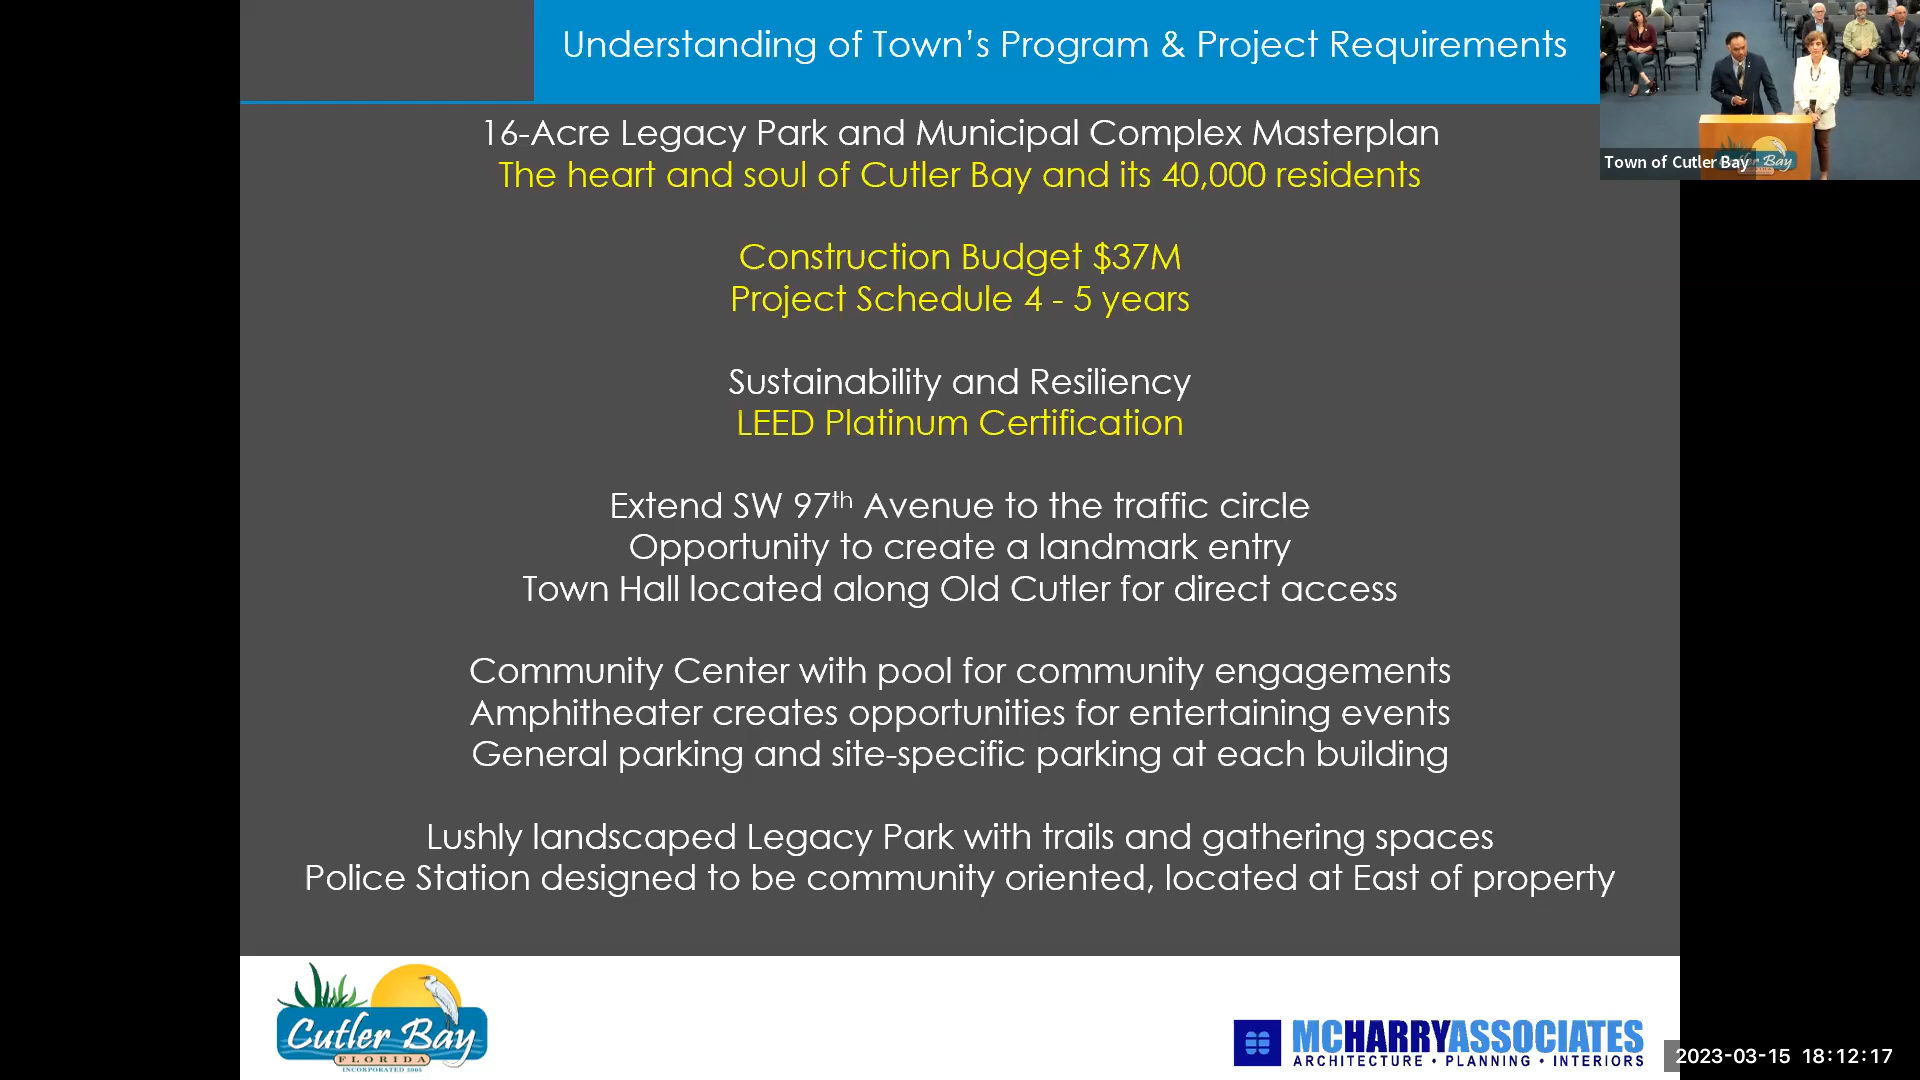 Understanding of Town's Program & Project Requirements
16-Acre Legacy Park and Municipal Complex Masterplan
The heart and soul of Cutler Bay and its 40,000 residents
Construction Budget $37M
Project Schedule 4 - 5 years
Sustainability and Resiliency
LEED Platinum Certification
Extend SW 97th Avenue to the traffic circle
Opportunity to create a landmark entry
Town Hall located along Old Cutler for direct access
Community Center with pool for community engagements
Amphitheater creates opportunities for entertaining events
General parking and site-specific parking at each building
Lushly landscaped Legacy Park with trails and gathering spaces
Police Station designed to be community oriented, located at East of property
Town of Cutler Bay
Bay
Cutler Bay
FLORIDA
INCORPORATED 2005
MCHARRYASSOCIATES
ARCHITECTURE • PLANNING • INTERIORS
2023-03-15 18:12:17